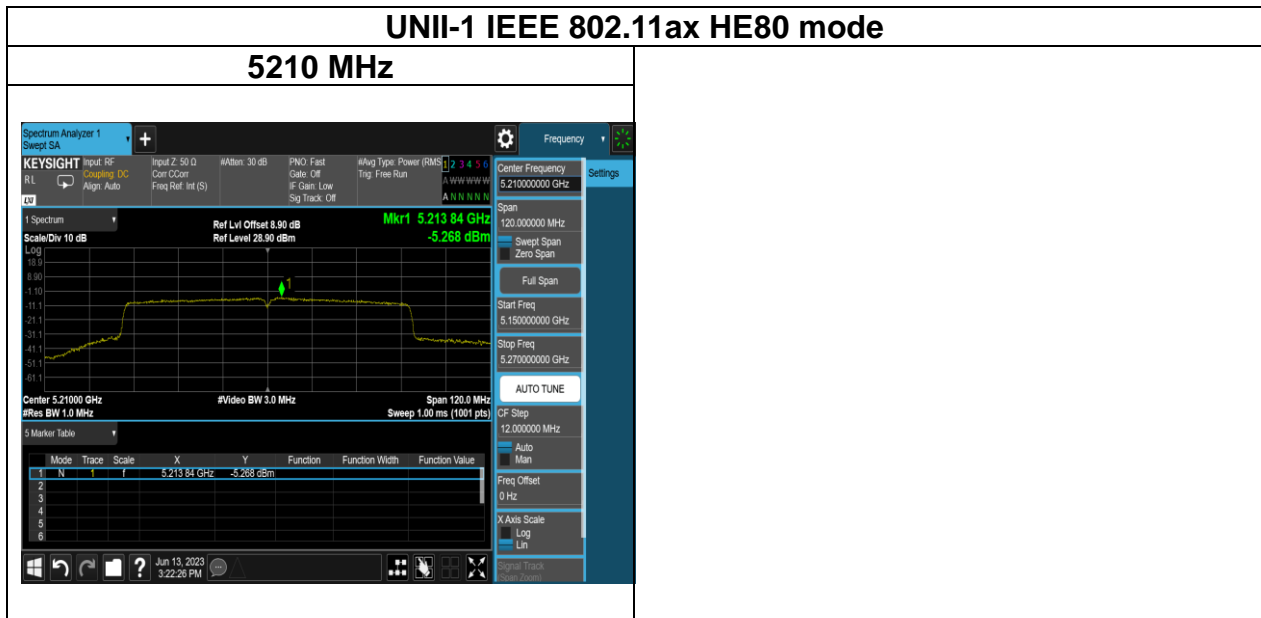 UNII-1 IEEE 802.11ax HE80 mode
5210 MHz
Spectrum Analyzer 1
Swept SA
Frequency
KEYSIGHT
RL
LXI
Input: RF
Coupling: DC
Align: Auto
Input Z: 50 Ω
Corr CCorr
Freq Ref: Int (S)
#Atten: 30 dB
PNO: Fast
Gate: Off
IF Gain: Low
Sig Track: Off
#Avg Type: Power (RMS
Trig: Free Run
1 2 3 4 5 6
A W W W W W
A N N N N N
1 Spectrum
Scale/Div 10 dB
Ref Lvl Offset 8.90 dB
Ref Level 28.90 dBm
Mkr1 5.213 84 GHz
-5.268 dBm
Log
18.9
8.90
-1.10
-11.1
-21.1
-31.1
-41.1
-51.1
-61.1
1
Center 5.21000 GHz
#Res BW 1.0 MHz
#Video BW 3.0 MHz
Span 120.0 MHz
Sweep 1.00 ms (1001 pts)
5 Marker Table
Mode Trace Scale X Y Function Function Width Function Value
1 N 1 f 5.213 84 GHz -5.268 dBm
2
3
4
5
6
Jun 13, 2023
3:22:26 PM
Settings
Center Frequency
5.210000000 GHz
Span
120.000000 MHz
Swept Span
Zero Span
Full Span
Start Freq
5.150000000 GHz
Stop Freq
5.270000000 GHz
AUTO TUNE
CF Step
12.000000 MHz
Auto
Man
Freq Offset
0 Hz
X Axis Scale
Log
Lin
Signal Track
(Span Zoom)